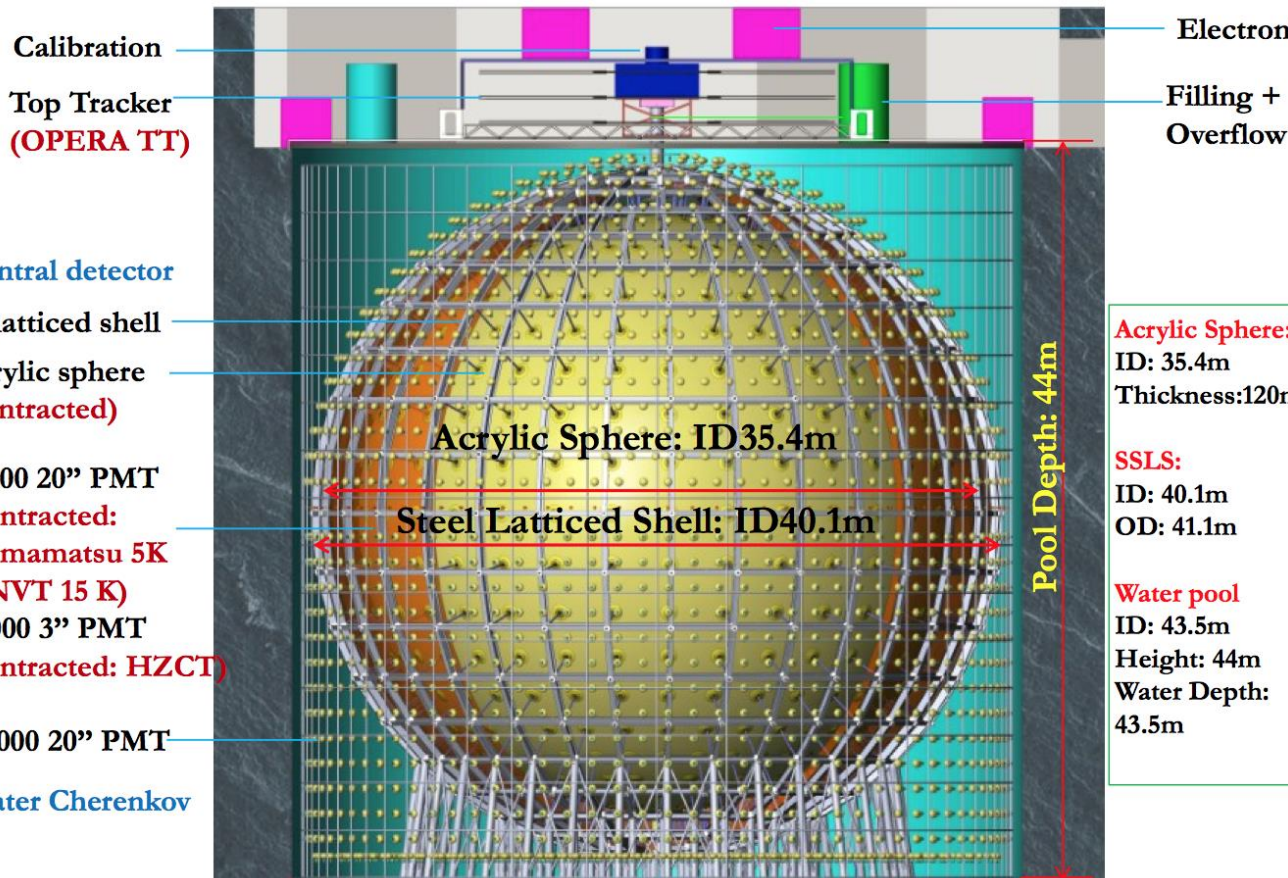 Calibration
Top Tracker
(OPERA TT)
ntral detector
latticed shell
rylic sphere
ntracted)
00 20” PMT
ntracted:
mamatsu 5K
NVT 15 K)
000 3” PMT
ntracted: HZCT)
000 20” PMT
ater Cherenkov
Acrylic Sphere: ID35.4m
Steel Latticed Shell: ID40.1m
Pool Depth: 44m
Electron
Filling +
Overflow
Acrylic Sphere:
ID: 35.4m
Thickness:120m
SSLS:
ID: 40.1m
OD: 41.1m
Water pool
ID: 43.5m
Height: 44m
Water Depth:
43.5m